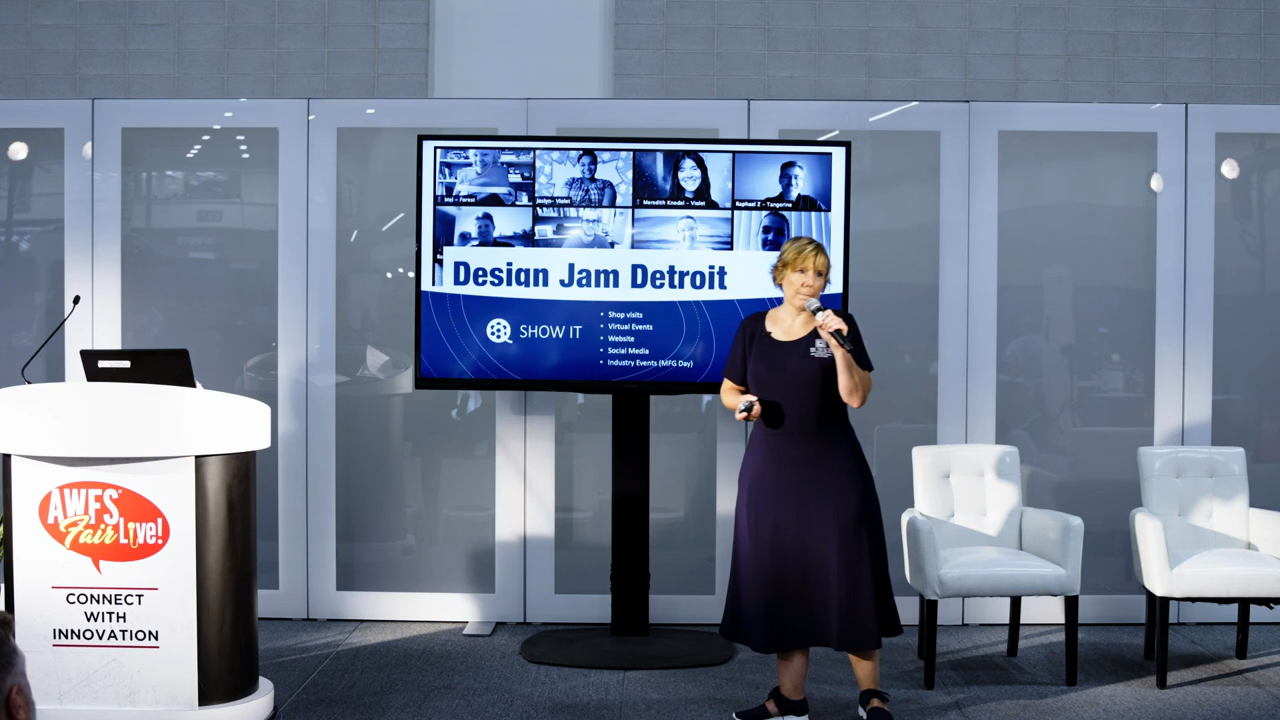 Mel - Forest
Joslyn- Violet
Meredith Knodel - Violet
Raphael Z - Tangerine
Design Jam Detroit
SHOW IT
• Shop visits
• Virtual Events
• Website
• Social Media
• Industry Events (MFG Day)
AWFS®
Fair Live!
CONNECT
WITH
INNOVATION